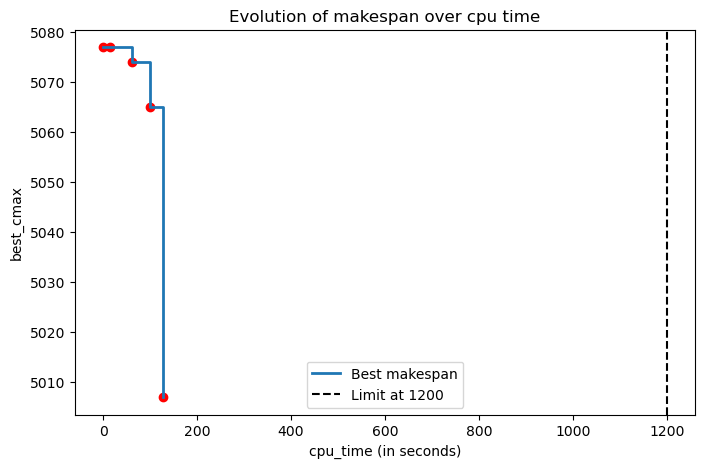 Evolution of makespan over cpu time
best_cmax
5080
5070
5060
5050
5040
5030
5020
5010
Best makespan
Limit at 1200
0 200 400 600 800 1000 1200
cpu_time (in seconds)